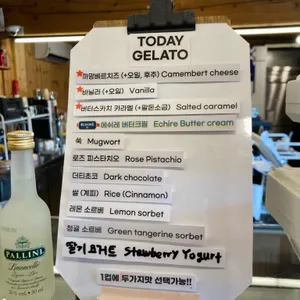 TODAY
GELATO
★까망베르치즈 (+오일, 후추) Camembert cheese
★바닐라 (+오일) Vanilla
★버터스카치 카라멜 (+말돈소금) Salted caramel
에쉬레 버터크림 Echire Butter cream
쑥 Mugwort
로즈 피스타치오 Rose Pistachio
더티초코 Dark chocolate
쌀 (계피) Rice (Cinnamon)
레몬 소르베 Lemon sorbet
청귤 소르베 Green tangerine sorbet
딸기 요거트 Stawberry Yogurt
1컵에 두가지맛 선택가능!!
PALLINI
Limoncello